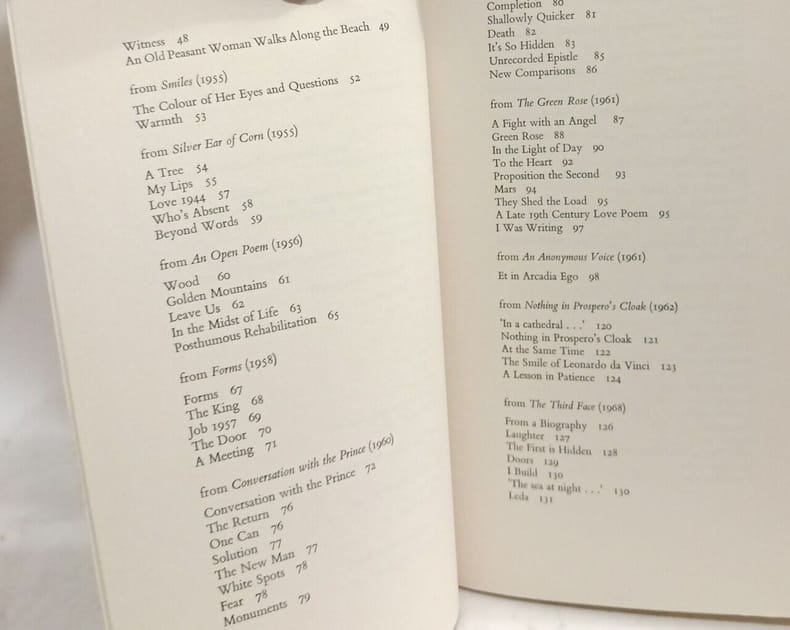 Witness 48
An Old Peasant Woman Walks Along the Beach 49
from Smiles (1955)
The Colour of Her Eyes and Questions 52
Warmth 53
from Silver Ear of Corn (1955)
A Tree 54
My Lips 55
Love 1944 57
Who's Absent 58
Beyond Words 59
from An Open Poem (1956)
Wood 60
Golden Mountains 61
Leave Us 62
In the Midst of Life 63
Posthumous Rehabilitation 65
from Forms (1958)
Forms 67
The King 68
Job 1957 69
The Door 70
A Meeting 71
from Conversation with the Prince (1960)
Conversation with the Prince 72
The Return 76
One Can 76
Solution 77
The New Man 77
White Spots 78
Fear 78
Monuments 79
Completion 80
Shallowly Quicker 81
Death 82
It's So Hidden 83
Unrecorded Epistle 85
New Comparisons 86
from The Green Rose (1961)
A Fight with an Angel 87
Green Rose 88
In the Light of Day 90
To the Heart 92
Proposition the Second 93
Mars 94
They Shed the Load 95
A Late 19th Century Love Poem 95
I Was Writing 97
from An Anonymous Voice (1961)
Et in Arcadia Ego 98
from Nothing in Prospero's Cloak (1962)
'In a cathedral . . .' 120
Nothing in Prospero's Cloak 121
At the Same Time 122
The Smile of Leonardo da Vinci 123
A Lesson in Patience 124
from The Third Face (1968)
From a Biography 126
Laughter 127
The First is Hidden 128
Doors 129
I Build 130
'The sea at night . . .' 130
Leda 131